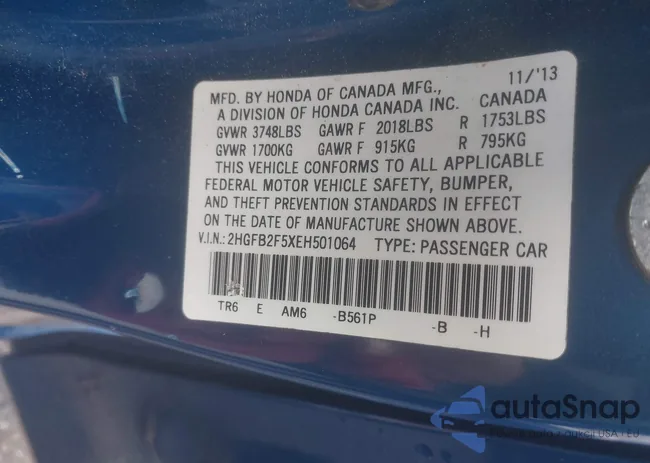 11/'13
MFD. BY HONDA OF CANADA MFG., CANADA
A DIVISION OF HONDA CANADA INC.
GVWR 3748LBS GAWR F 2018LBS R 1753LBS
GVWR 1700KG GAWR F 915KG R 795KG
THIS VEHICLE CONFORMS TO ALL APPLICABLE
FEDERAL MOTOR VEHICLE SAFETY, BUMPER,
AND THEFT PREVENTION STANDARDS IN EFFECT
ON THE DATE OF MANUFACTURE SHOWN ABOVE.
V.I.N.: 2HGFB2F5XEH501064 TYPE: PASSENGER CAR
TR6 E AM6 -B561P -B -H
autoSnap